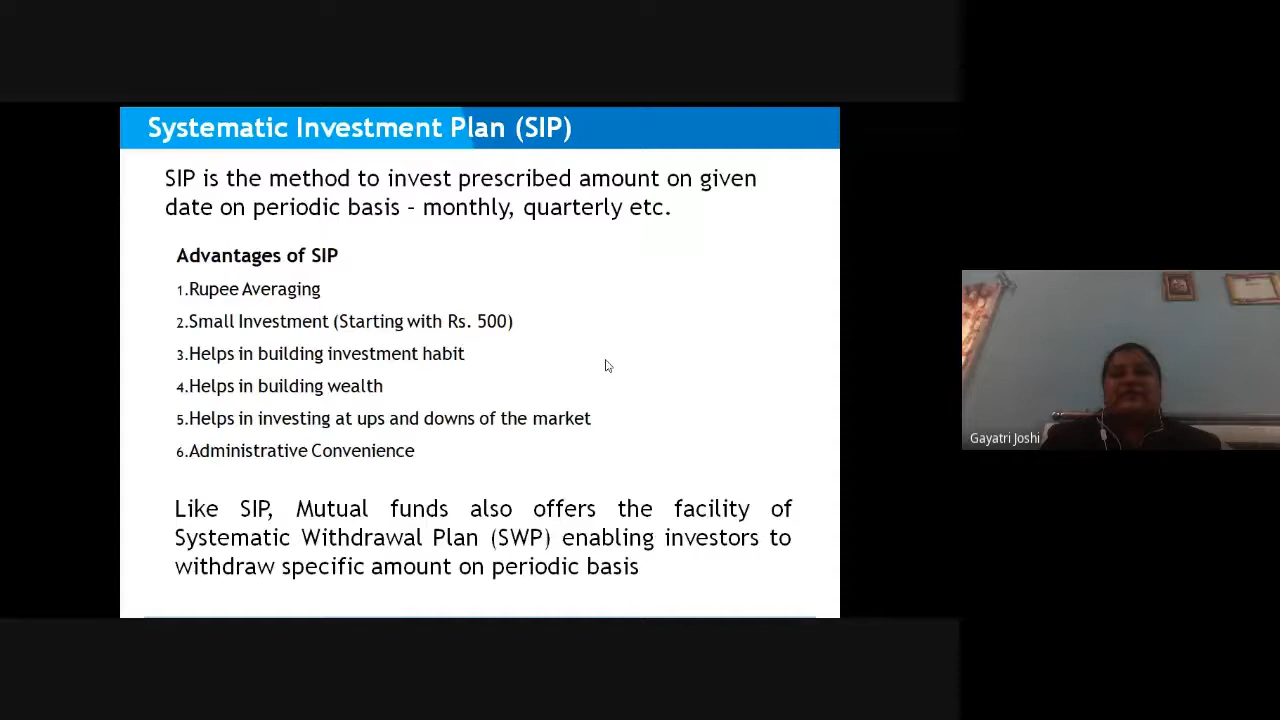 Systematic Investment Plan (SIP)
SIP is the method to invest prescribed amount on given
date on periodic basis – monthly, quarterly etc.
Advantages of SIP
1.Rupee Averaging
2.Small Investment (Starting with Rs. 500)
3.Helps in building investment habit
4.Helps in building wealth
5.Helps in investing at ups and downs of the market
6.Administrative Convenience
Like SIP, Mutual funds also offers the facility of
Systematic Withdrawal Plan (SWP) enabling investors to
withdraw specific amount on periodic basis
Gayatri Joshi